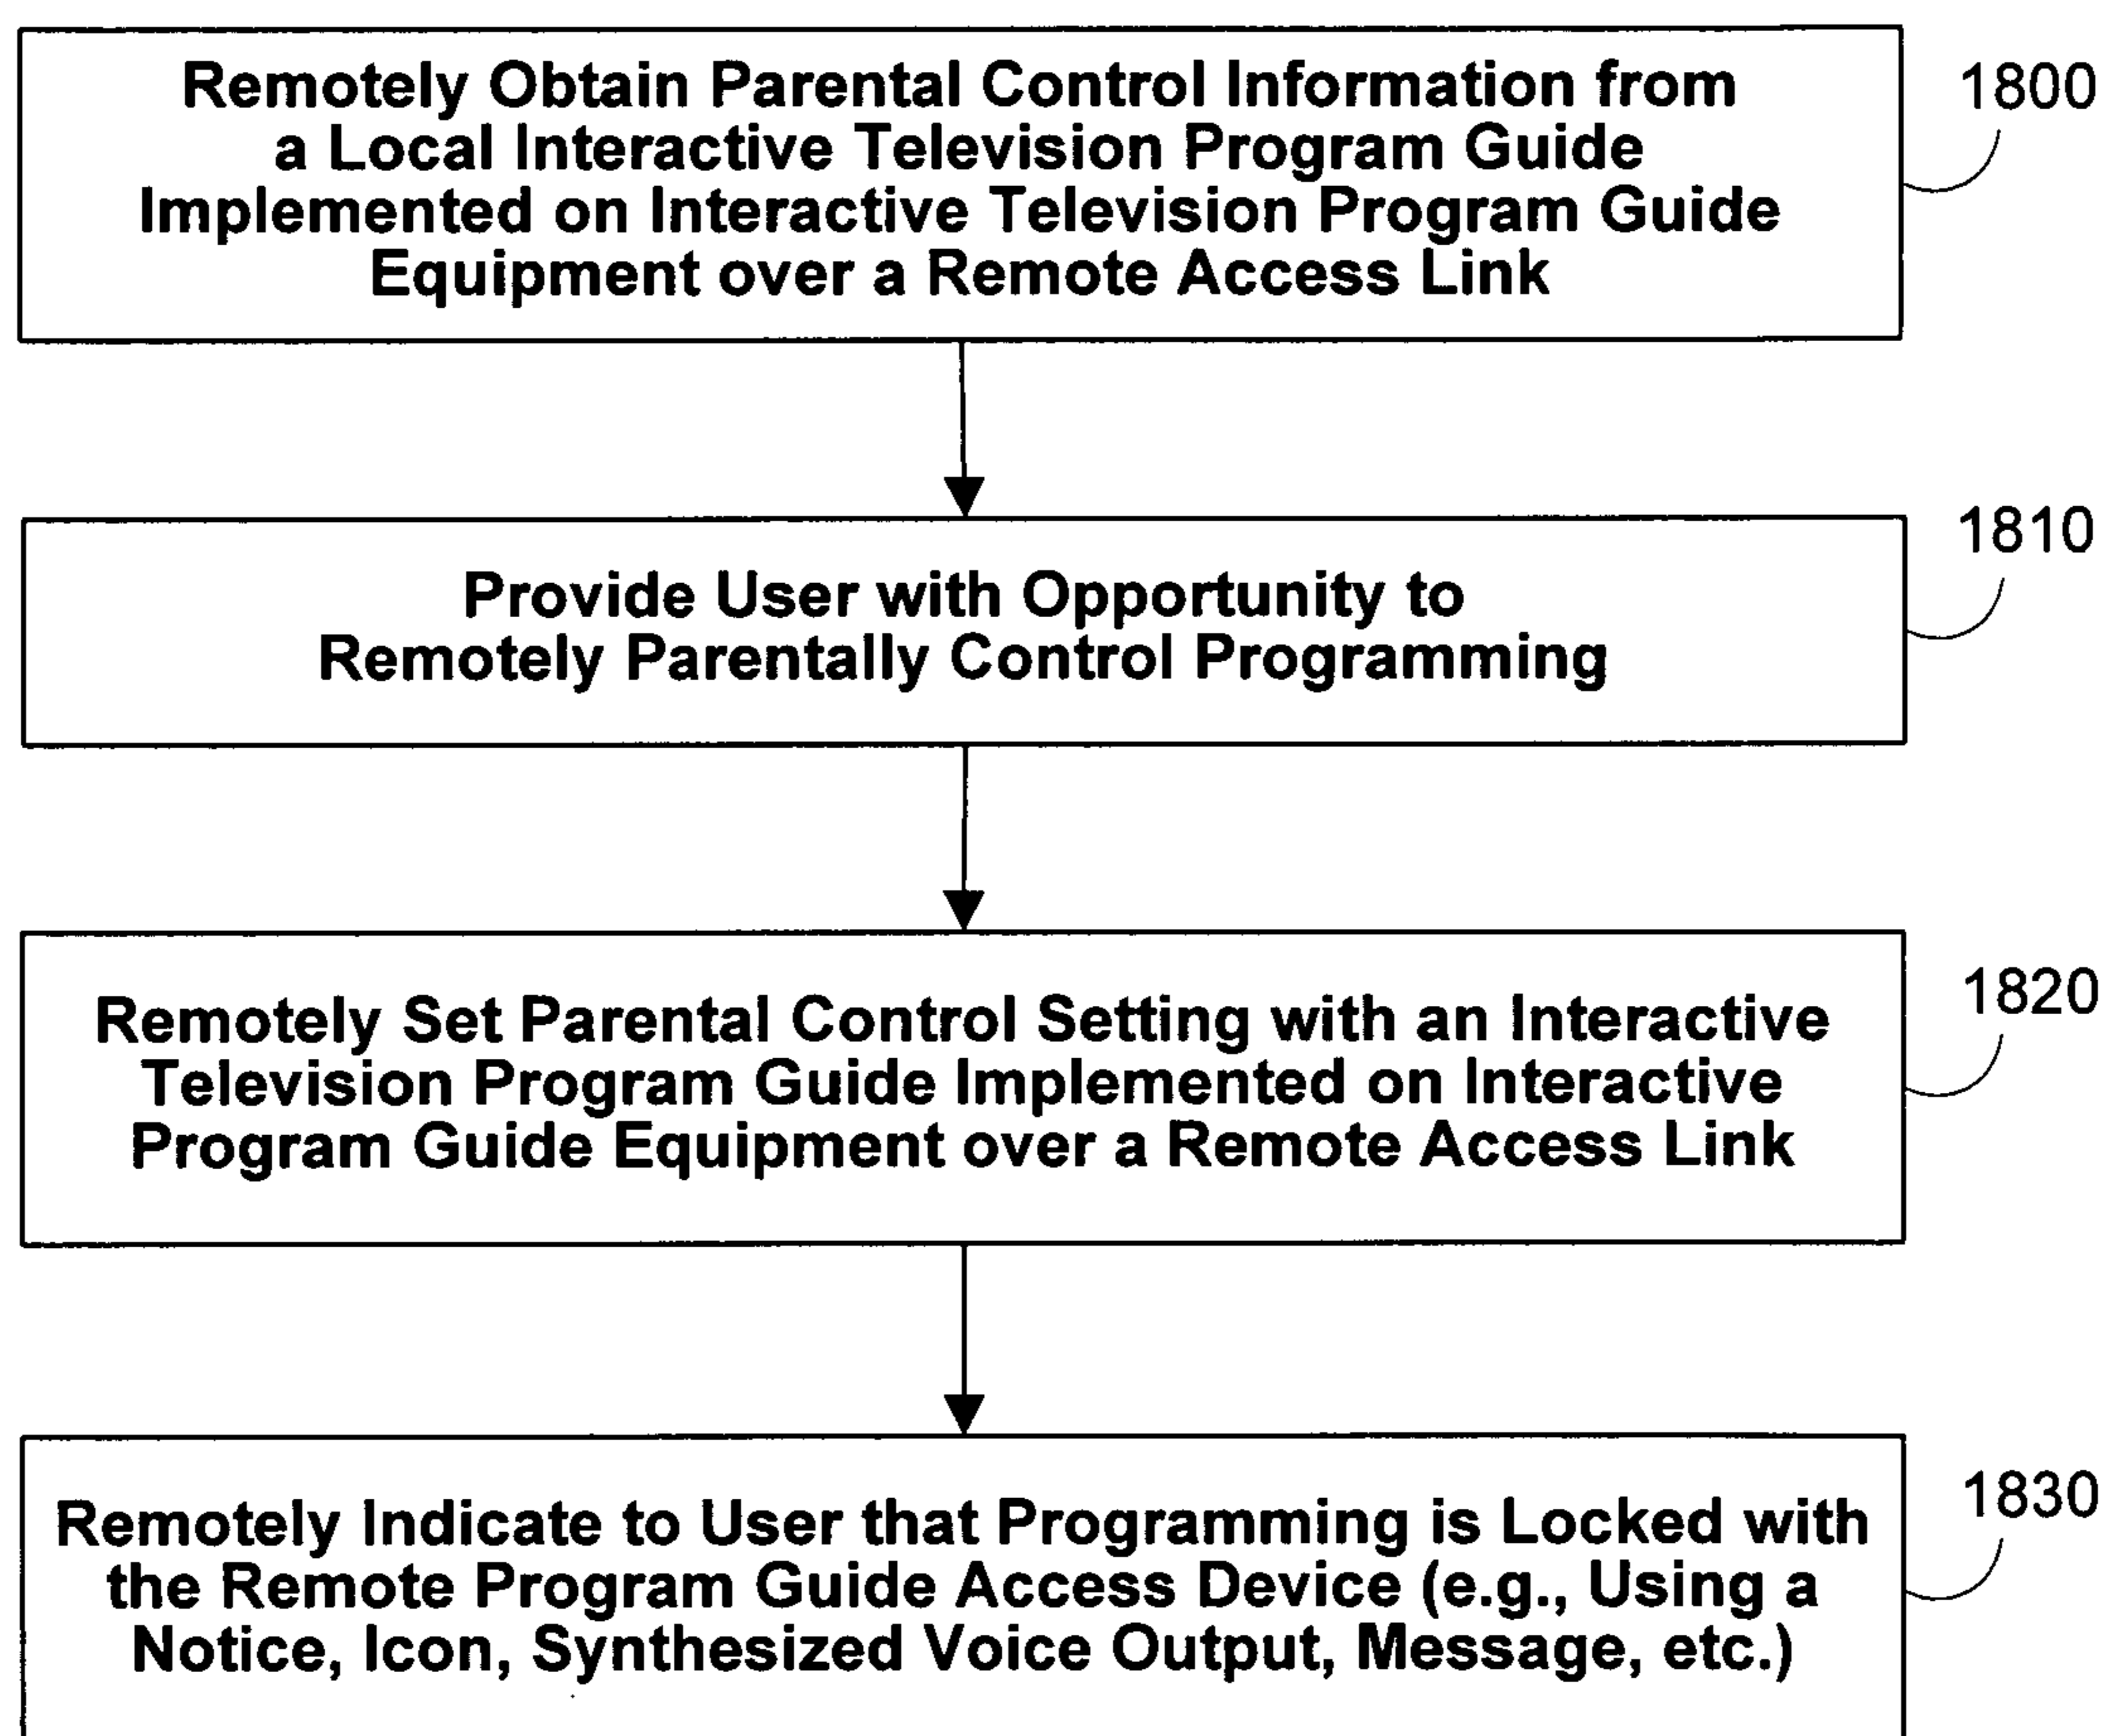 Remotely Obtain Parental Control Information from
a Local Interactive Television Program Guide
Implemented on Interactive Television Program Guide
Equipment over a Remote Access Link
1800
Provide User with Opportunity to
Remotely Parentally Control Programming
1810
Remotely Set Parental Control Setting with an Interactive
Television Program Guide Implemented on Interactive
Program Guide Equipment over a Remote Access Link
1820
Remotely Indicate to User that Programming is Locked with
the Remote Program Guide Access Device (e.g., Using a
Notice, Icon, Synthesized Voice Output, Message, etc.)
1830